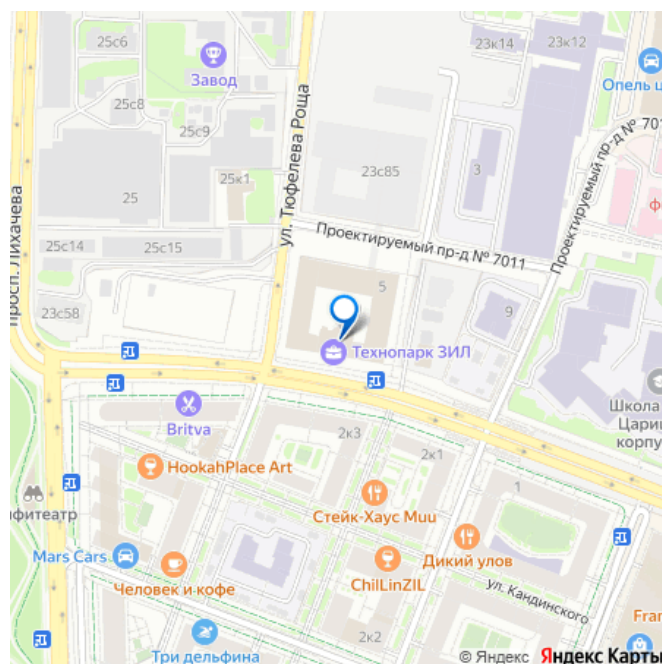 25с6
Завод
23к14
23к12
Опель ц
25с8
25с9
ул. Тюфелева Роща
23с85
3
Проектируемый пр-д № 701
25к1
25
ф
просп. Лихачева
25с14
25с15
Проектируемый пр-д № 7011
23с58
5
9
Технопарк ЗИЛ
Школа
Цари
корпу
Britva
2к3
2к1
HookahPlace Art
1
Стейк-Хаус Muu
мфитеатр
Mars Cars
Человек и кофе
ChilLinZIL
Дикий улов
ул. Кандинского
Fran
2к2
Три дельфина
© Яндекс Яндекс Карты